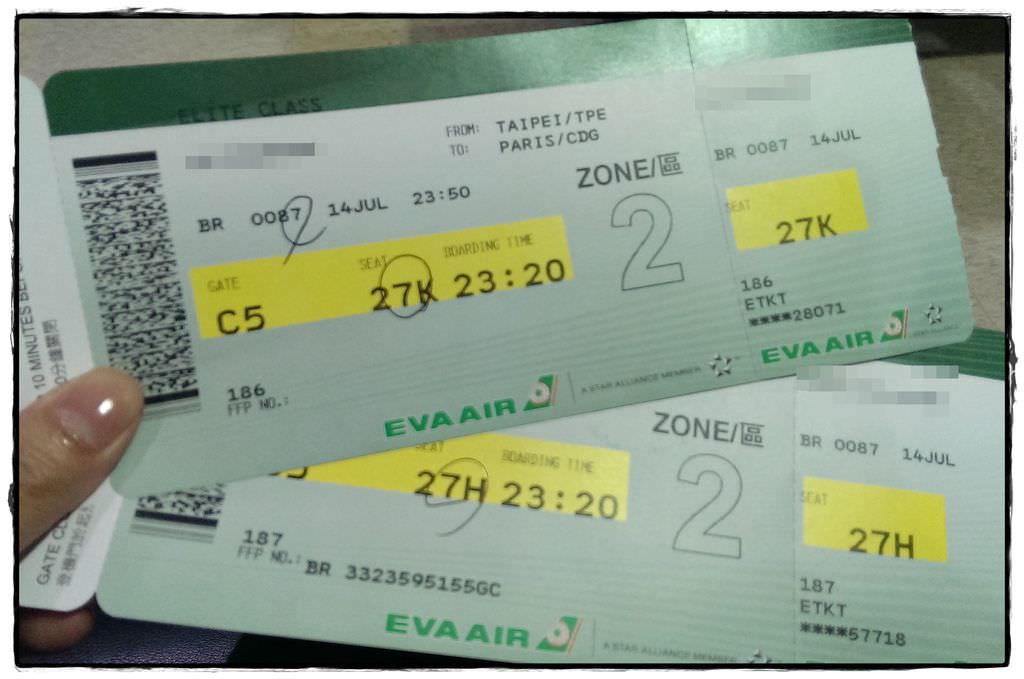 ELITE CLASS
FROM: TAIPEI/TPE
TO: PARIS/CDG
BR 0087 14JUL 23:50
ZONE/區
2
GATE SEAT BOARDING TIME
C5 27K 23:20
186
FFP NO.:
EVA AIR A STAR ALLIANCE MEMBER
BR 0087 14JUL
SEAT
27K
186
ETKT
****28071
EVA AIR STAR ALLIANCE
10 MINUTES
GATE
SEAT BOARDING TIME
27H 23:20
ZONE/區
2
187
FFP NO.: BR 3323595155GC
EVA AIR A STAR ALLIANCE MEMBER
BR 0087 14JUL
SEAT
27H
187
ETKT
****57718